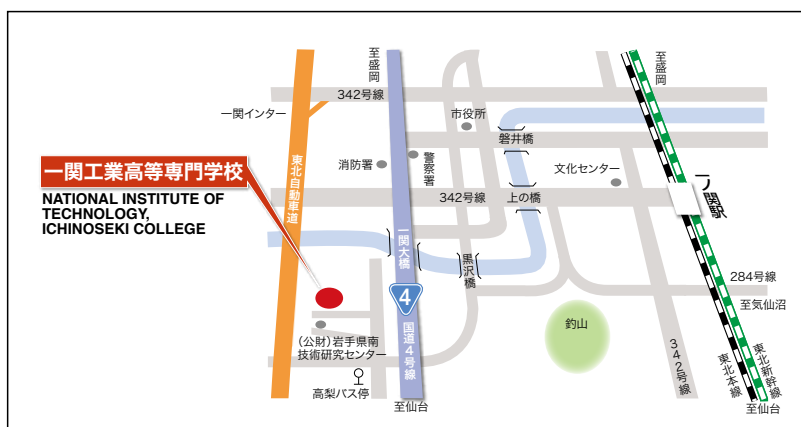 至盛岡
至盛岡
342号線
一関インター
市役所
磐井橋
東北自動車道
消防署
警察署
文化センター
一関工業高等専門学校
NATIONAL INSTITUTE OF
TECHNOLOGY,
ICHINOSEKI COLLEGE
342号線
上の橋
一ノ関駅
一関大橋
黒沢橋
284号線
4
至気仙沼
釣山
国道4号線
(公財)岩手県南
技術研究センター
342号線
東北本線
東北新幹線
高梨バス停
至仙台
至仙台